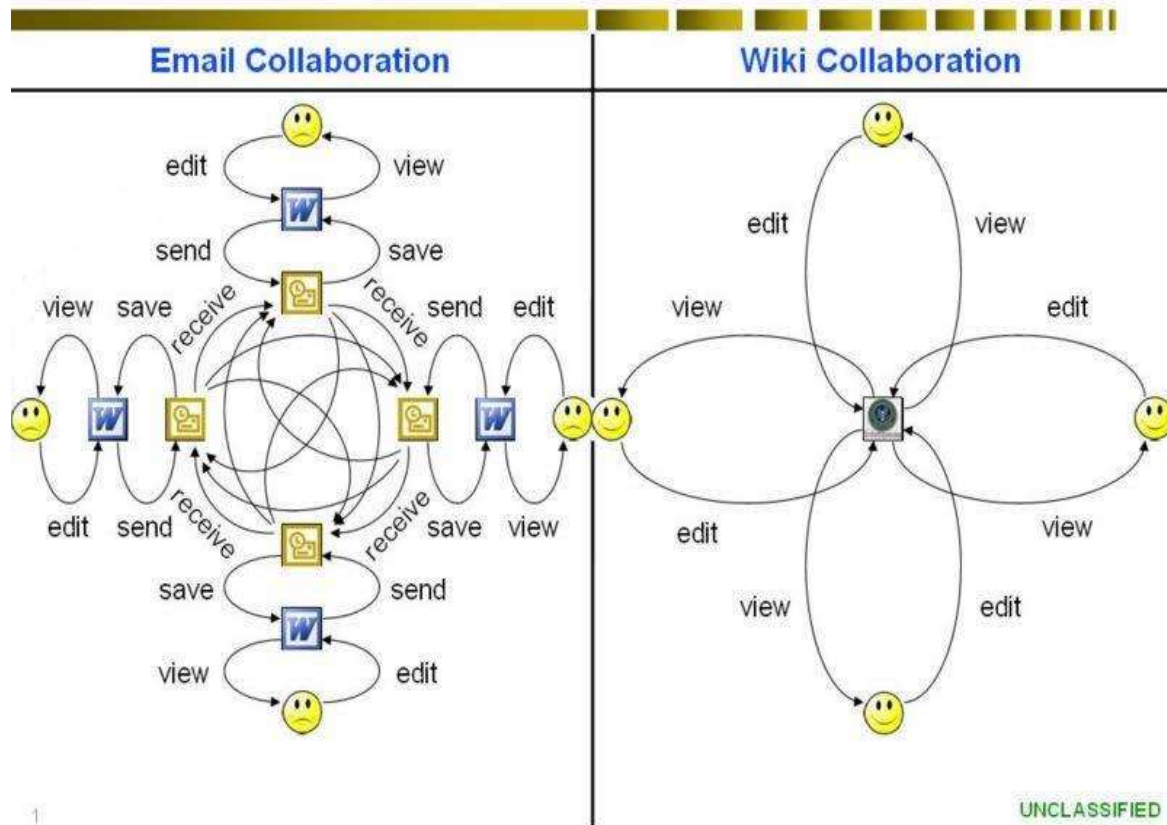 Email Collaboration
edit
view
W
send
save
receive
receive
view
save
send
edit
W
W
edit
send
receive
receive
save
view
save
send
W
view
edit
Wiki Collaboration
edit
view
view
edit
edit
view
view
edit
1
UNCLASSIFIED